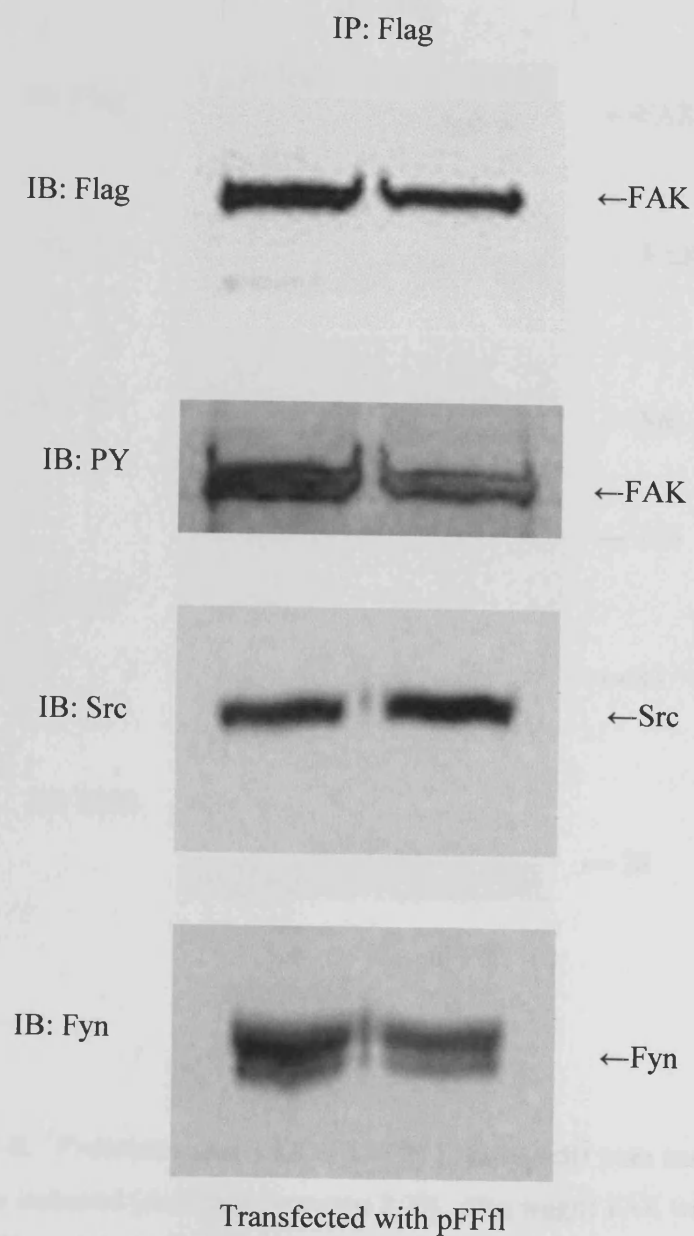 IP: Flag
IB: Flag
←FAK
IB: PY
←FAK
IB: Src
←Src
IB: Fyn
←Fyn
Transfected with pFFfl